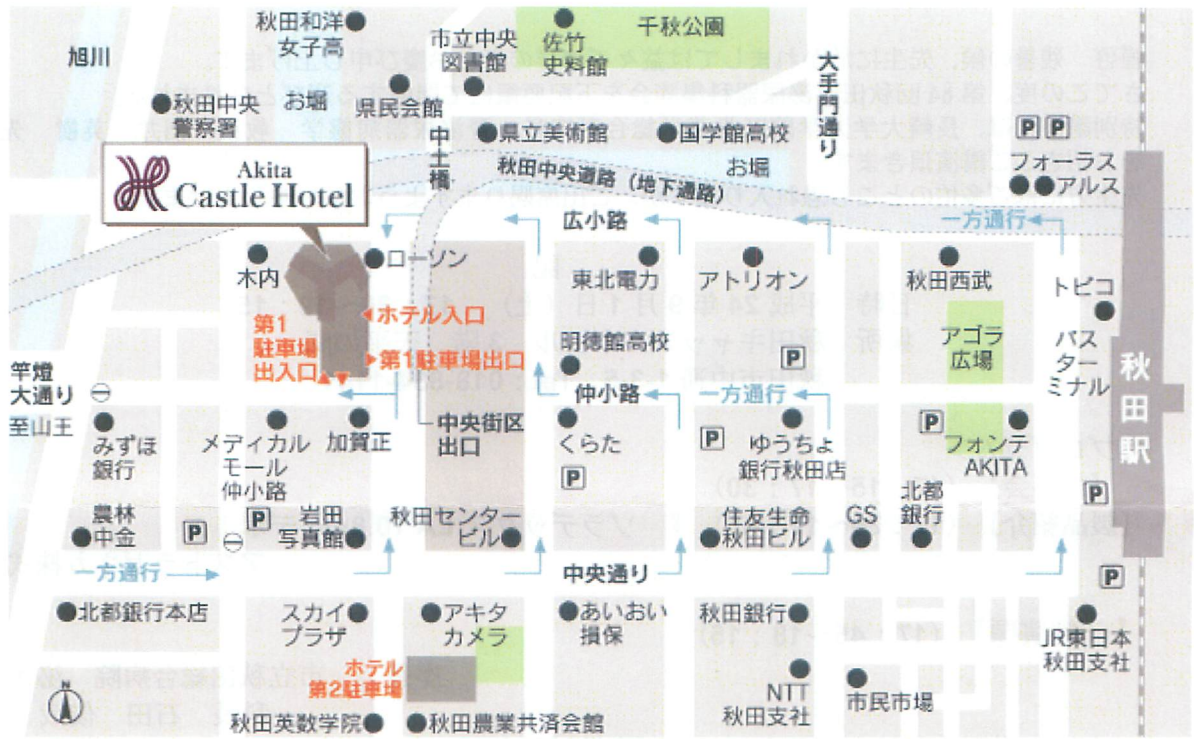 秋田和洋
女子高
旭川
市立中央
図書館
佐竹
史料館
千秋公園
大手門通り
秋田中央
警察署
お堀
県民会館
中土橋
県立美術館
国学館高校
お堀
P P
フォーラス
アルス
秋田中央道路（地下通路）
Akita
Castle Hotel
広小路
一方通行
木内
ローソン
東北電力
アトリオン
秋田西武
トピコ
ホテル入口
第1
駐車場
出入口
第1駐車場出口
明徳館高校
P
アゴラ
広場
バス
ター
ミナル
秋田駅
竿燈
大通り
至山王
仲小路
一方通行
みずほ
銀行
メディカル
モール
仲小路
加賀正
中央街区
出口
くらた
P
P
ゆうちょ
銀行秋田店
P
フォンテ
AKITA
農林
中金
P
P
岩田
写真館
秋田センター
ビル
住友生命
秋田ビル
GS
北都
銀行
P
一方通行
中央通り
P
北都銀行本店
スカイ
プラザ
アキタ
カメラ
あいおい
損保
秋田銀行
JR東日本
秋田支社
ホテル
第2駐車場
NTT
秋田支社
市民市場
N
秋田英数学院
秋田農業共済会館